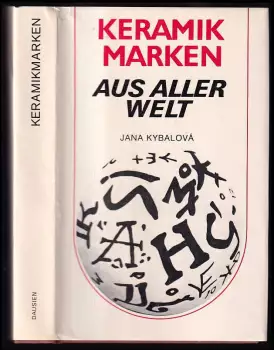 KERAMIKMARKEN
DAUSIEN
KERAMIK
MARKEN
AUS ALLER
WELT
JANA KYBALOVÁ